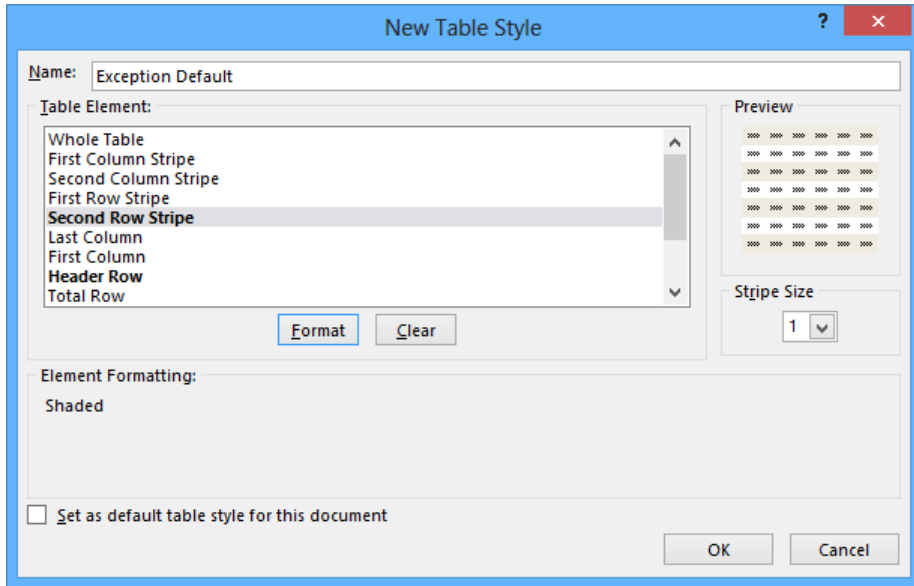 New Table Style
?
Name: Exception Default
Table Element:
Whole Table
First Column Stripe
Second Column Stripe
First Row Stripe
Second Row Stripe
Last Column
First Column
Header Row
Total Row
Format Clear
Preview
Stripe Size
1
Element Formatting:
Shaded
Set as default table style for this document
OK Cancel